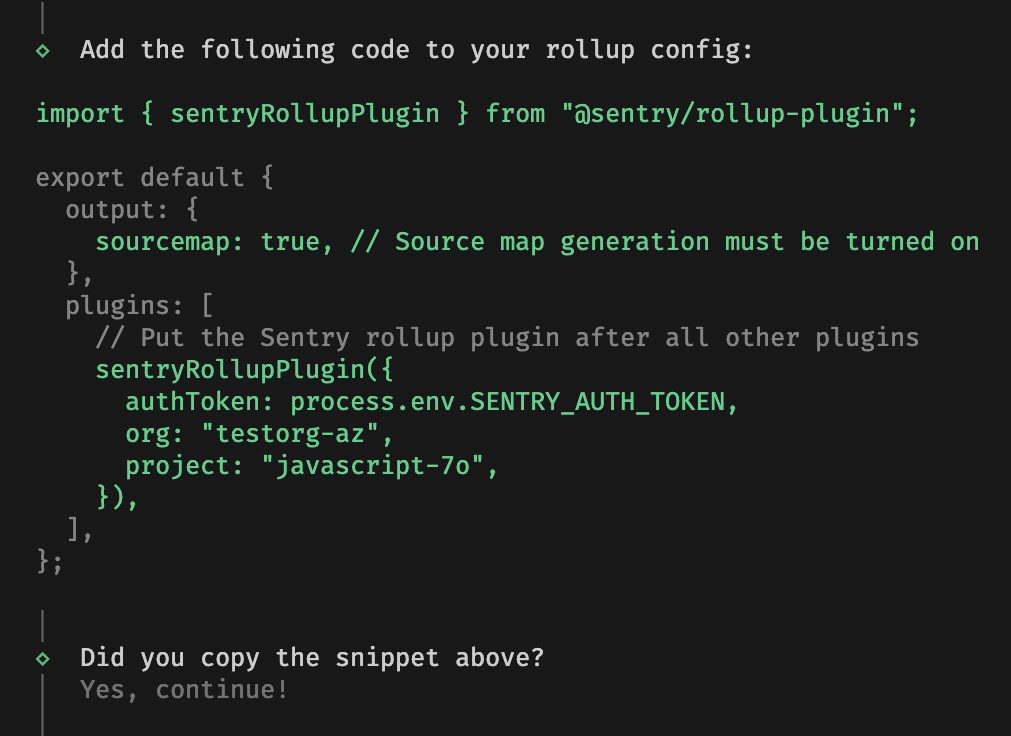 Add the following code to your rollup config:
import { sentryRollupPlugin } from "@sentry/rollup-plugin";
export default {
  output: {
    sourcemap: true, // Source map generation must be turned on
  },
  plugins: [
    // Put the Sentry rollup plugin after all other plugins
    sentryRollupPlugin({
      authToken: process.env.SENTRY_AUTH_TOKEN,
      org: "testorg-az",
      project: "javascript-7o",
    }),
  ],
};
Did you copy the snippet above?
Yes, continue!